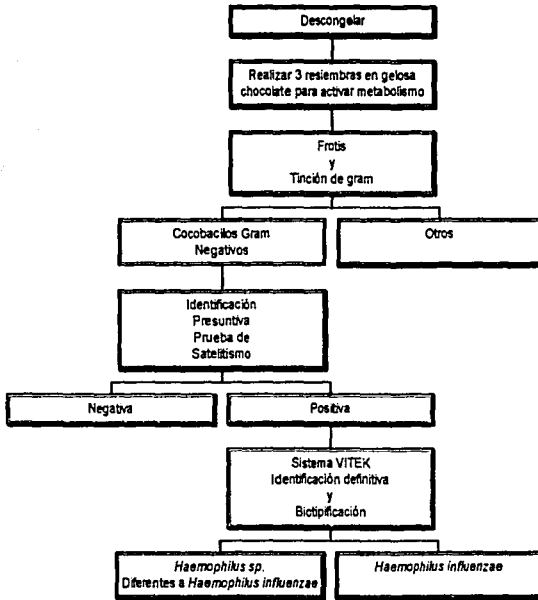 Descongelar
Realizar 3 resiembras en gelosa
chocolate para activar metabolismo
Frotis
y
Tinción de gram
Cocobacilos Gram
Negativos
Otros
Identificación
Presuntiva
Prueba de
Satelitismo
Negativa
Positiva
Sistema VITEK
Identificación definitiva
y
Biotipificación
Haemophilus sp.
Diferentes a Haemophilus influenzae
Haemophilus influenzae